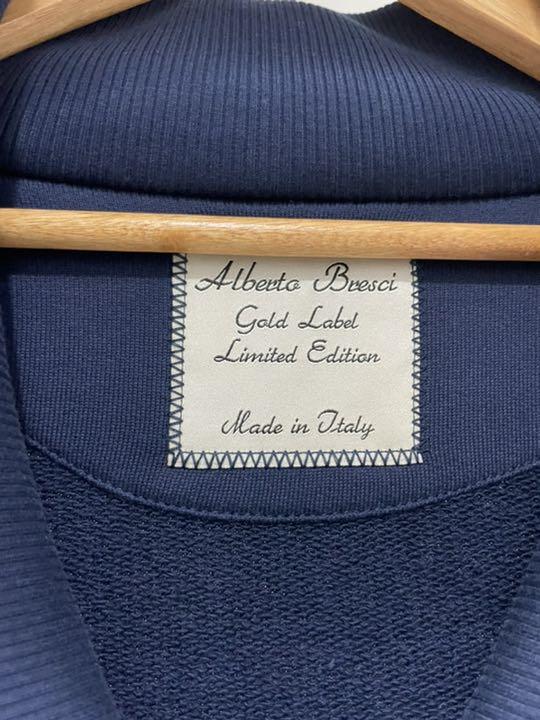 Alberto Bresci
Gold Label
Limited Edition
Made in Italy